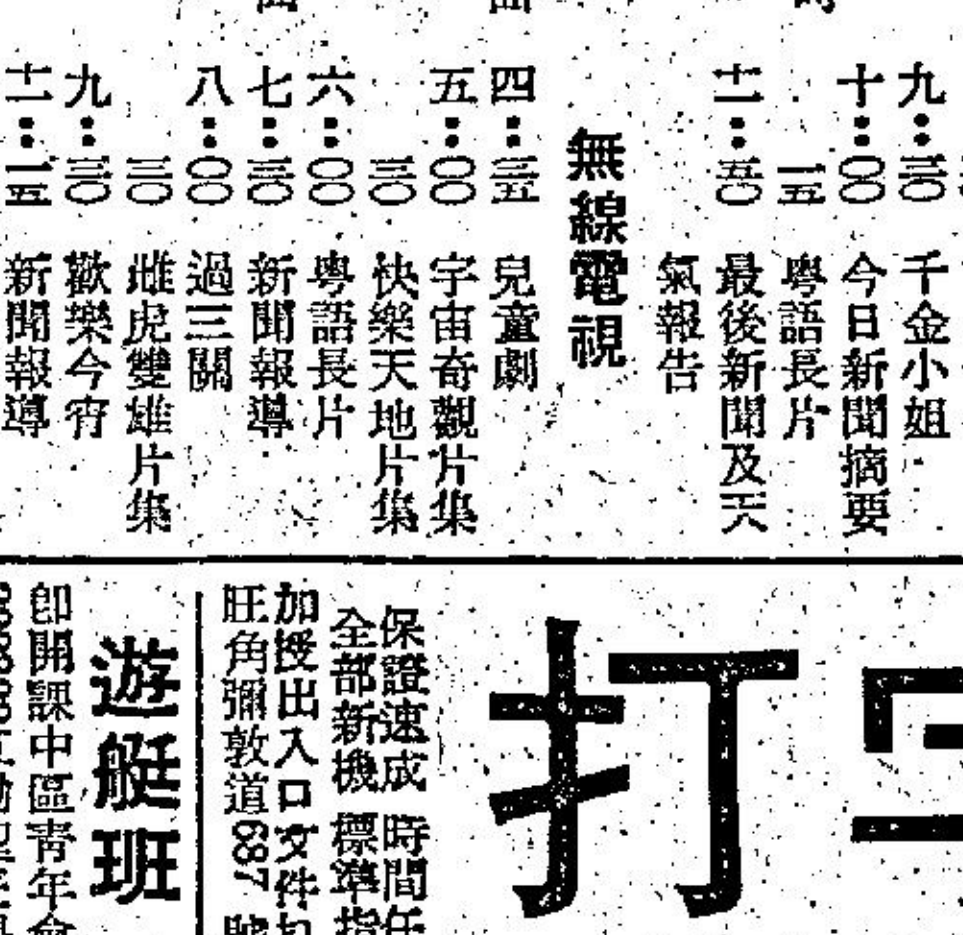 九：三〇 千金小姐
十：〇〇 今日新聞摘要
一五 粵語長片
十一：五〇 最後新聞及天
氣報告
無線電視
四：三五 兒童劇
五：〇〇 宇宙奇觀片集
三〇 快樂天地片集
六：〇〇 粵語長片
七：三〇 新聞報導
八：〇〇 過三關
三〇 雌虎雙雄片集
九：三〇 歡樂今宵
十一：一五 新聞報導
打
保證速成 時間任
全部新機 標準指
加授出入口文件
旺角彌敦道687號
遊艇班
即開課中區青年會